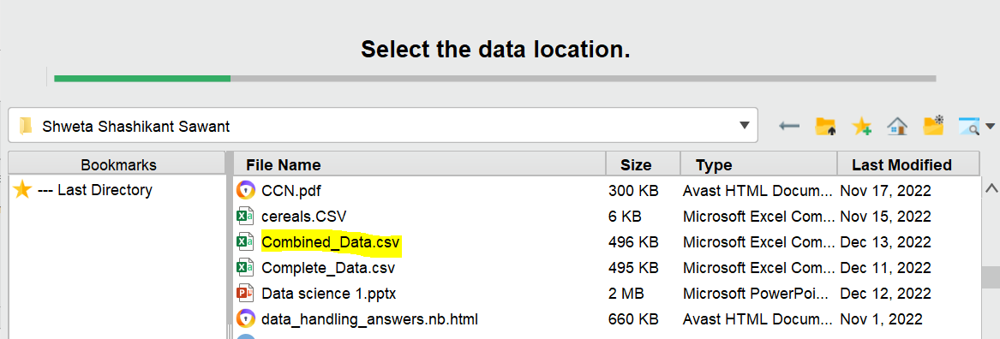 Select the data location.
Shweta Shashikant Sawant
Bookmarks File Name Size Type Last Modified
--- Last Directory CCN.pdf 300 KB Avast HTML Docum... Nov 17, 2022
cereals.CSV 6 KB Microsoft Excel Com... Nov 15, 2022
Combined_Data.csv 496 KB Microsoft Excel Com... Dec 13, 2022
Complete_Data.csv 495 KB Microsoft Excel Com... Dec 11, 2022
Data science 1.pptx 2 MB Microsoft PowerPoi... Dec 12, 2022
data_handling_answers.nb.html 660 KB Avast HTML Docum... Nov 1, 2022